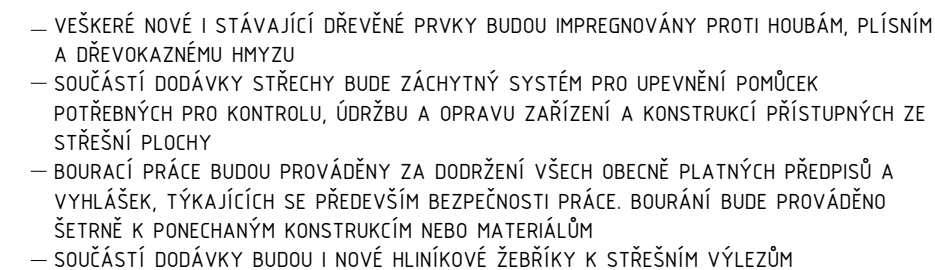 — VEŠKERÉ NOVÉ I STÁVAJÍCÍ DŘEVĚNÉ PRVKY BUDOU IMPREGNOVÁNY PROTI HOUBÁM, PLÍSNÍM
A DŘEVOKAZNÉMU HMYZU
— SOUČÁSTÍ DODÁVKY STŘECHY BUDE ZÁCHYTNÝ SYSTÉM PRO UPEVNĚNÍ POMŮCEK
POTŘEBNÝCH PRO KONTROLU, ÚDRŽBU A OPRAVU ZAŘÍZENÍ A KONSTRUKCÍ PŘÍSTUPNÝCH ZE
STŘEŠNÍ PLOCHY
— BOURACÍ PRÁCE BUDOU PROVÁDĚNY ZA DODRŽENÍ VŠECH OBECNĚ PLATNÝCH PŘEDPISŮ A
VYHLÁŠEK, TÝKAJÍCÍCH SE PŘEDEVŠÍM BEZPEČNOSTI PRÁCE. BOURÁNÍ BUDE PROVÁDĚNO
ŠETRNĚ K PONECHANÝM KONSTRUKCÍM NEBO MATERIÁLŮM
— SOUČÁSTÍ DODÁVKY BUDOU I NOVÉ HLINÍKOVÉ ŽEBŘÍKY K STŘEŠNÍM VÝLEZŮM